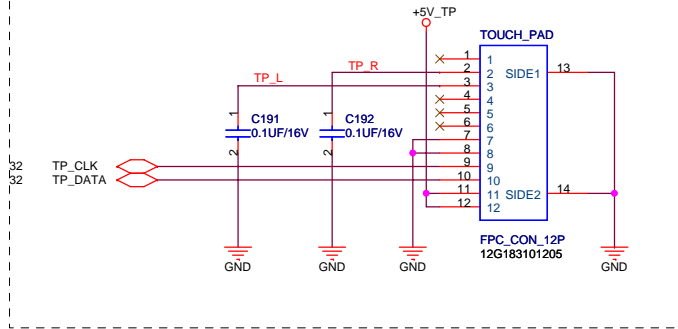 +5V_TP
TOUCH_PAD
TP_L
TP_R
1 1
2 2
3 3
4 4
5 5
6 6
7 7
8 8
9 9
10 10
11 11
12 12
SIDE1 13
SIDE2 14
1
C191
0.1UF/16V
2
1
C192
0.1UF/16V
2
32 TP_CLK
32 TP_DATA
FPC_CON_12P
12G183101205
GND
GND
GND
GND